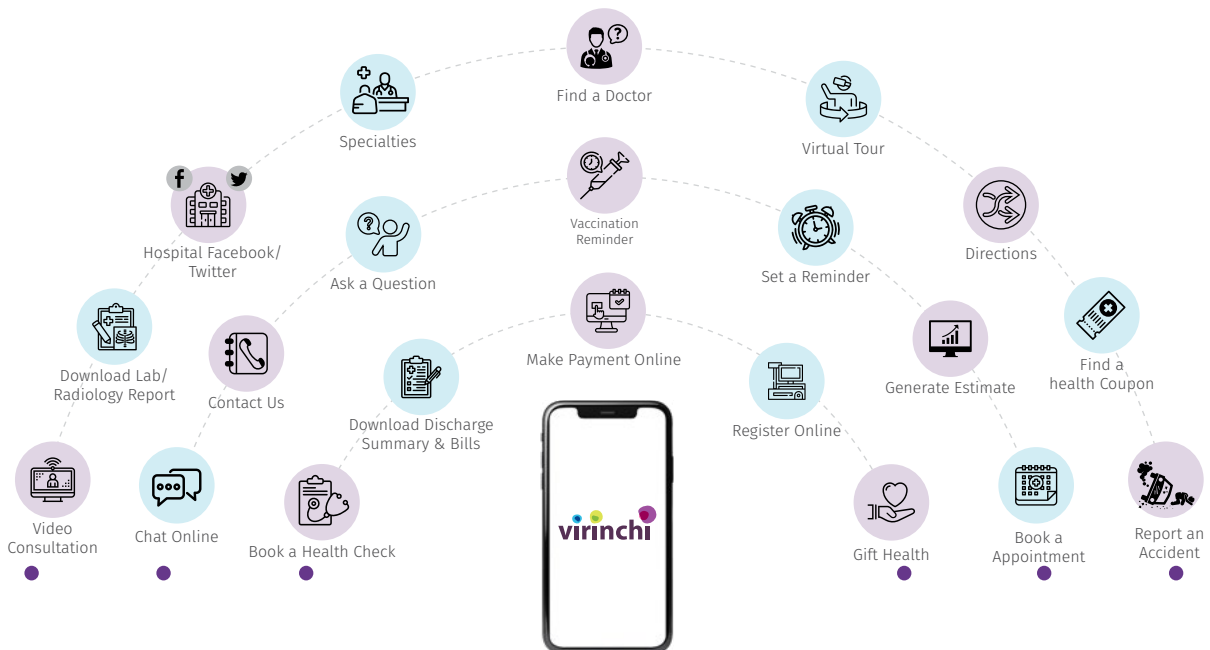 Find a Doctor
Specialties
Virtual Tour
Vaccination
Reminder
Hospital Facebook/
Twitter
Directions
Ask a Question
Set a Reminder
Make Payment Online
Download Lab/
Radiology Report
Contact Us
Generate Estimate
Find a
health Coupon
Download Discharge
Summary & Bills
Register Online
virinchi
Video
Consultation
Chat Online
Book a Health Check
Gift Health
Book a
Appointment
Report an
Accident